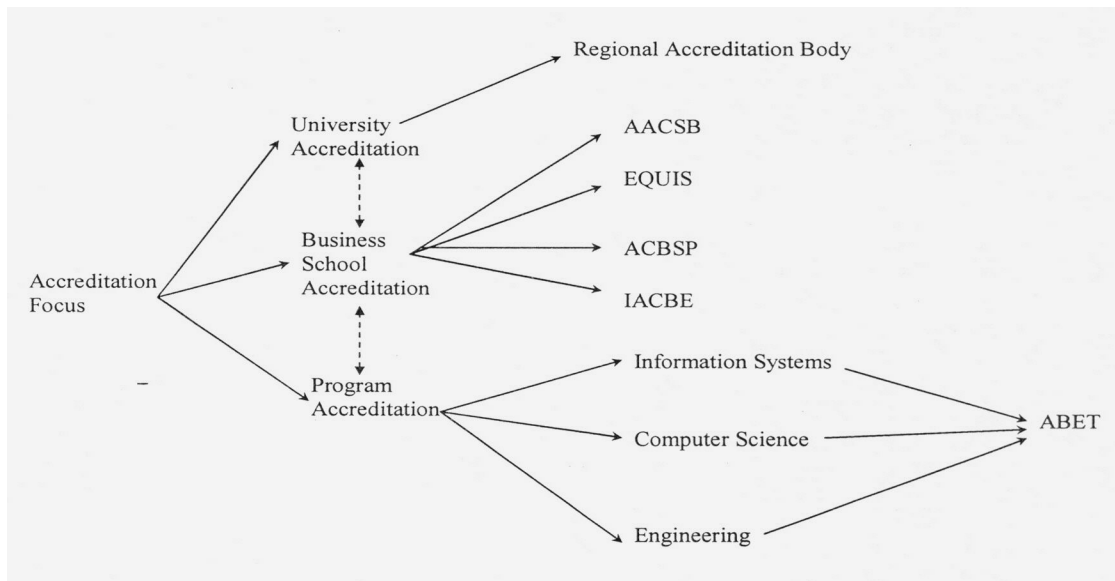 Regional Accreditation Body
University
Accreditation
AACSB
EQUIS
Business
School
Accreditation
ACBSP
IACBE
Accreditation
Focus
Program
Accreditation
Information Systems
Computer Science
Engineering
ABET